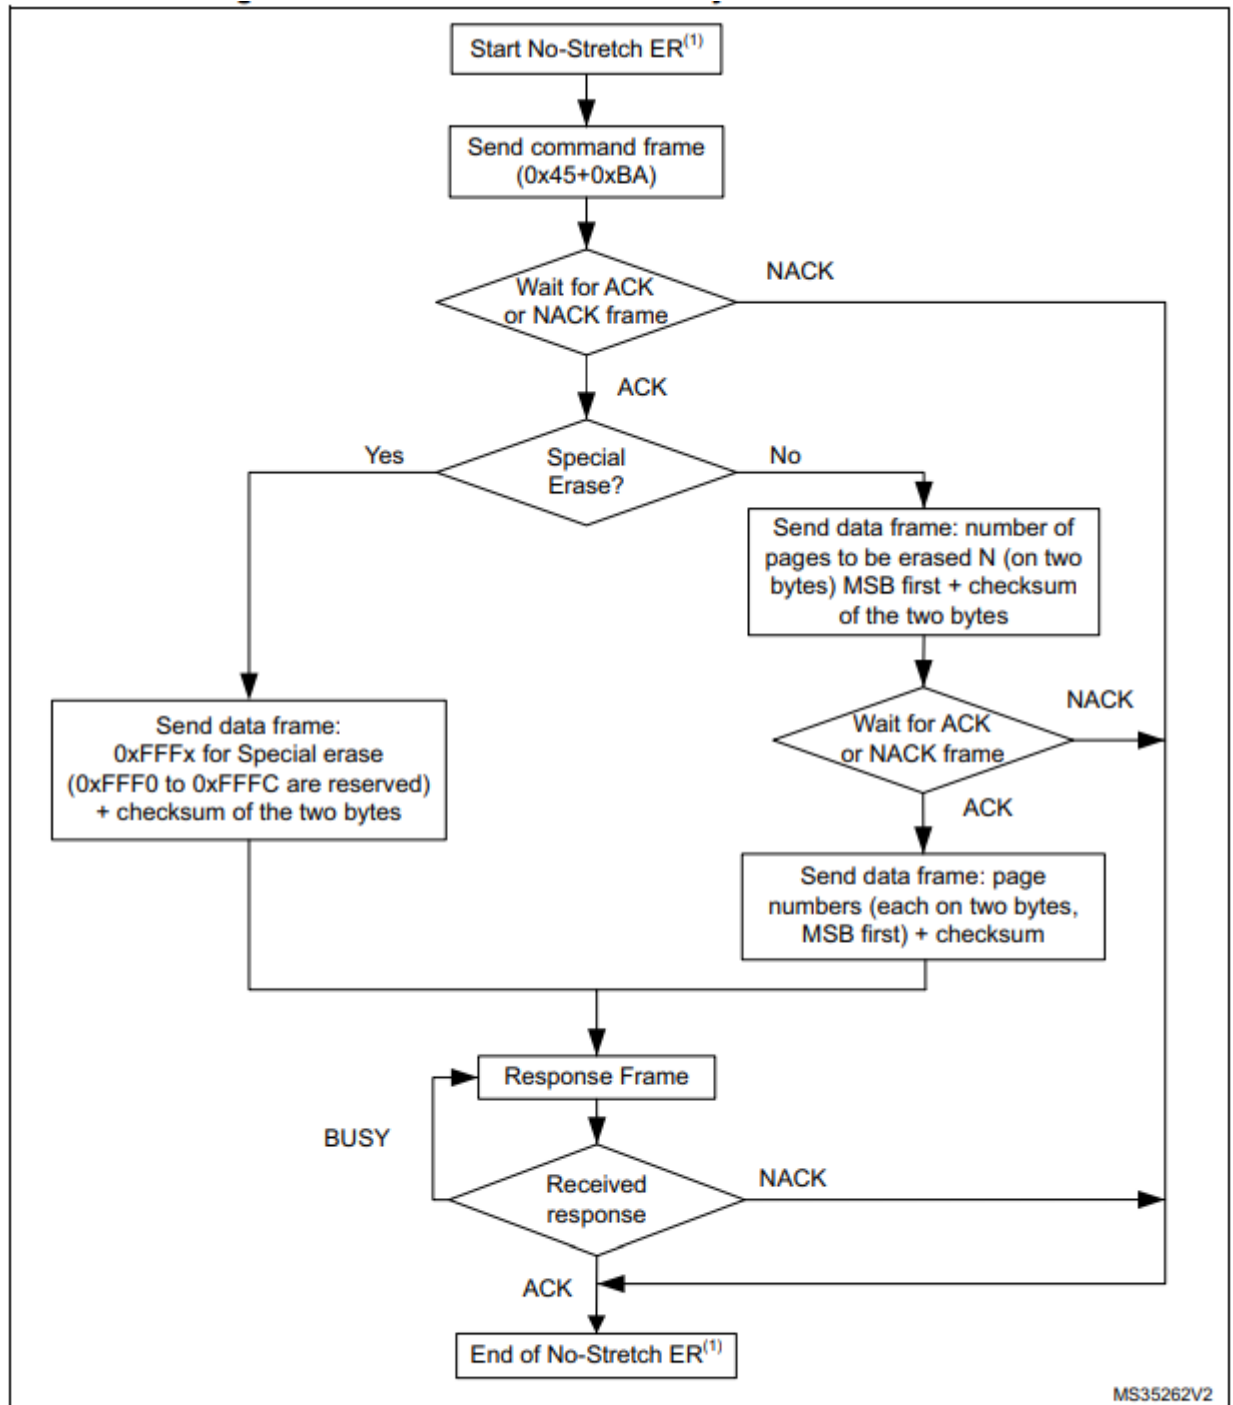 Start No-Stretch ER(1)
Send command frame
(0x45+0xBA)
NACK
Wait for ACK
or NACK frame
ACK
Yes
Special
Erase?
No
Send data frame: number of
pages to be erased N (on two
bytes) MSB first + checksum
of the two bytes
NACK
Wait for ACK
or NACK frame
Send data frame:
0xFFFx for Special erase
(0xFFF0 to 0xFFFC are reserved)
+ checksum of the two bytes
ACK
Send data frame: page
numbers (each on two bytes,
MSB first) + checksum
Response Frame
BUSY
Received
response
NACK
ACK
End of No-Stretch ER(1)
MS35262V2